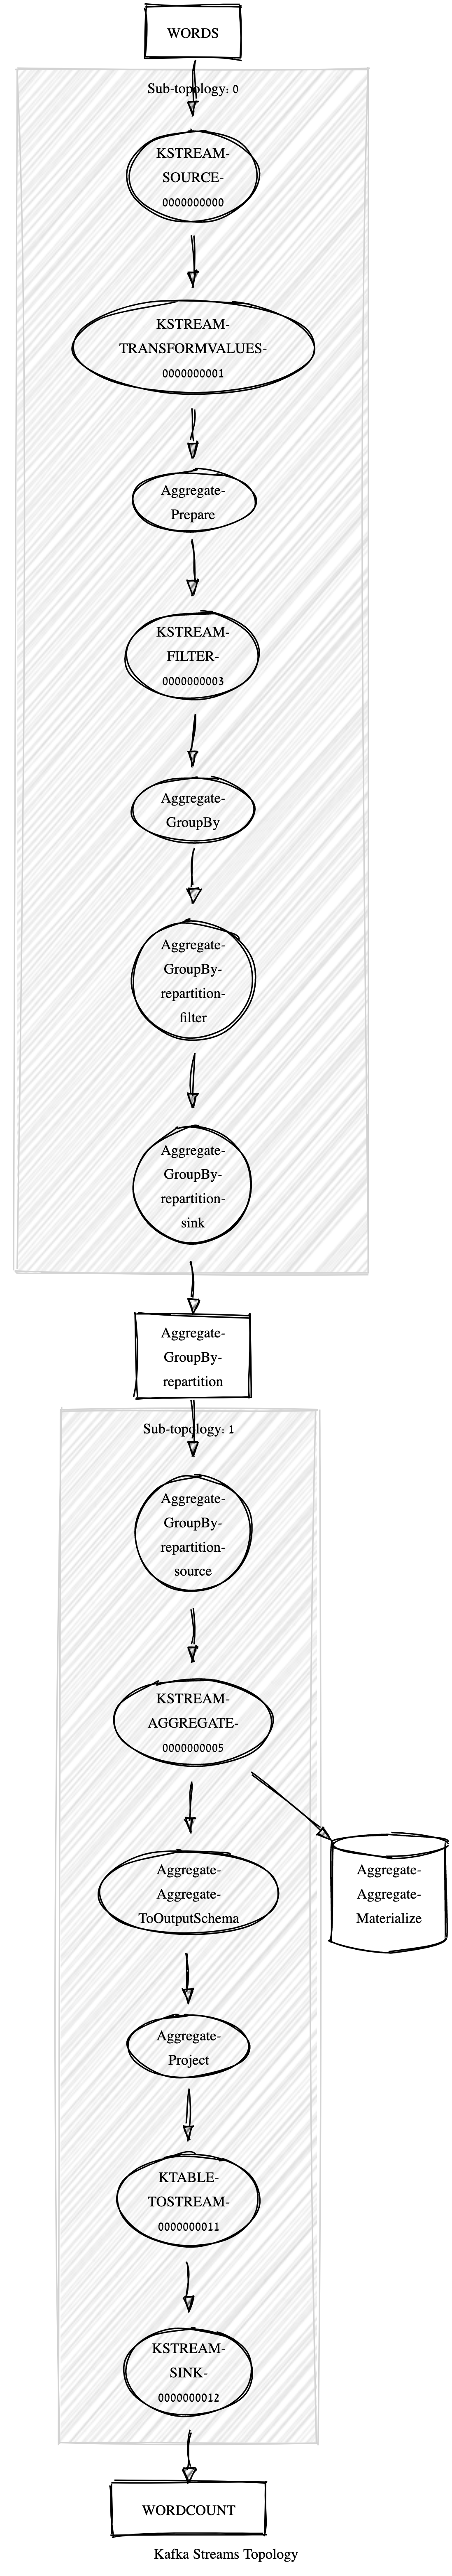 WORDS
Sub-topology: 0
KSTREAM-
SOURCE-
0000000000
KSTREAM-
TRANSFORMVALUES-
0000000001
Aggregate-
Prepare
KSTREAM-
FILTER-
0000000003
Aggregate-
GroupBy
Aggregate-
GroupBy-
repartition-
filter
Aggregate-
GroupBy-
repartition-
sink
Aggregate-
GroupBy-
repartition
Sub-topology: 1
Aggregate-
GroupBy-
repartition-
source
KSTREAM-
AGGREGATE-
0000000005
Aggregate-
Aggregate-
ToOutputSchema
Aggregate-
Aggregate-
Materialize
Aggregate-
Project
KTABLE-
TOSTREAM-
0000000011
KSTREAM-
SINK-
0000000012
WORDCOUNT
Kafka Streams Topology